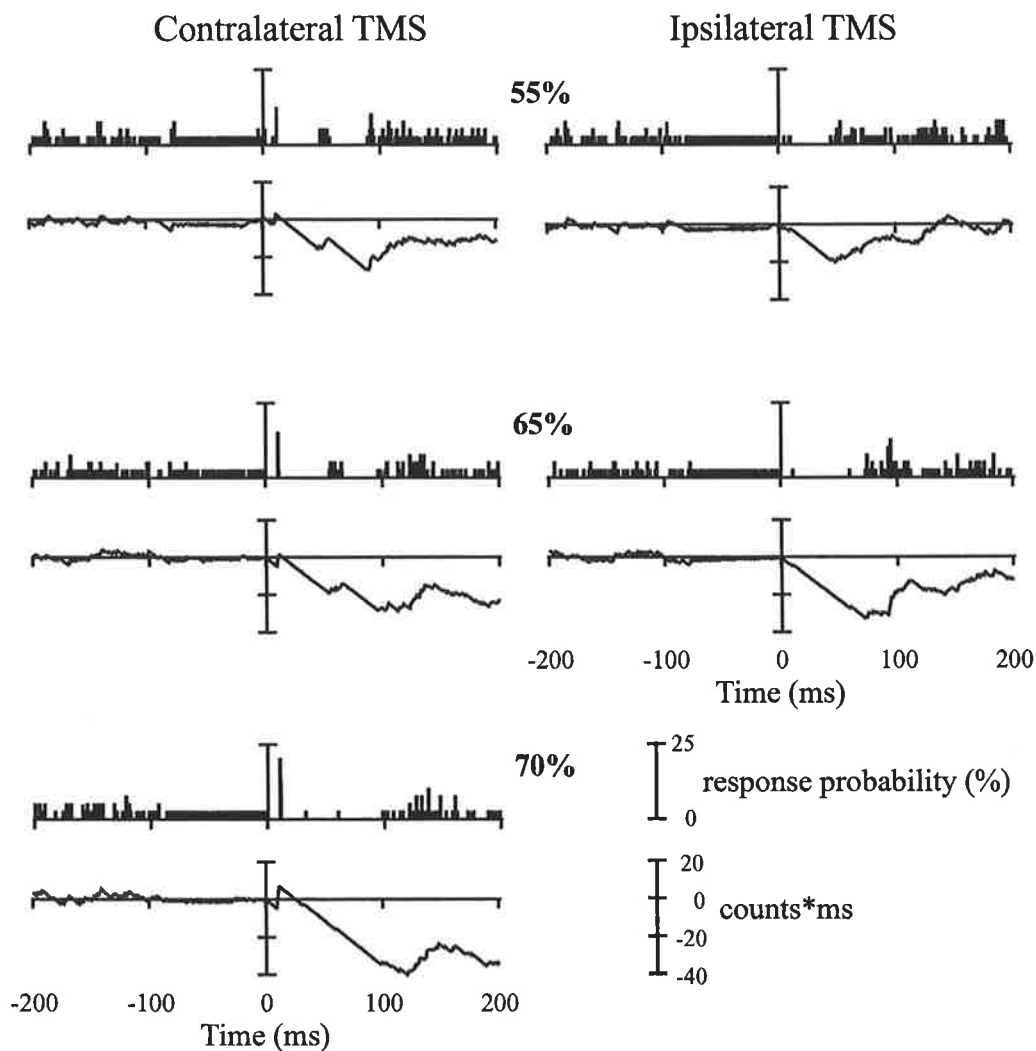 Contralateral TMS
Ipsilateral TMS
55%
65%
-200 -100 0 100 200
Time (ms)
70%
25
response probability (%)
0
20
0
counts*ms
-20
-40
-200 -100 0 100 200
Time (ms)